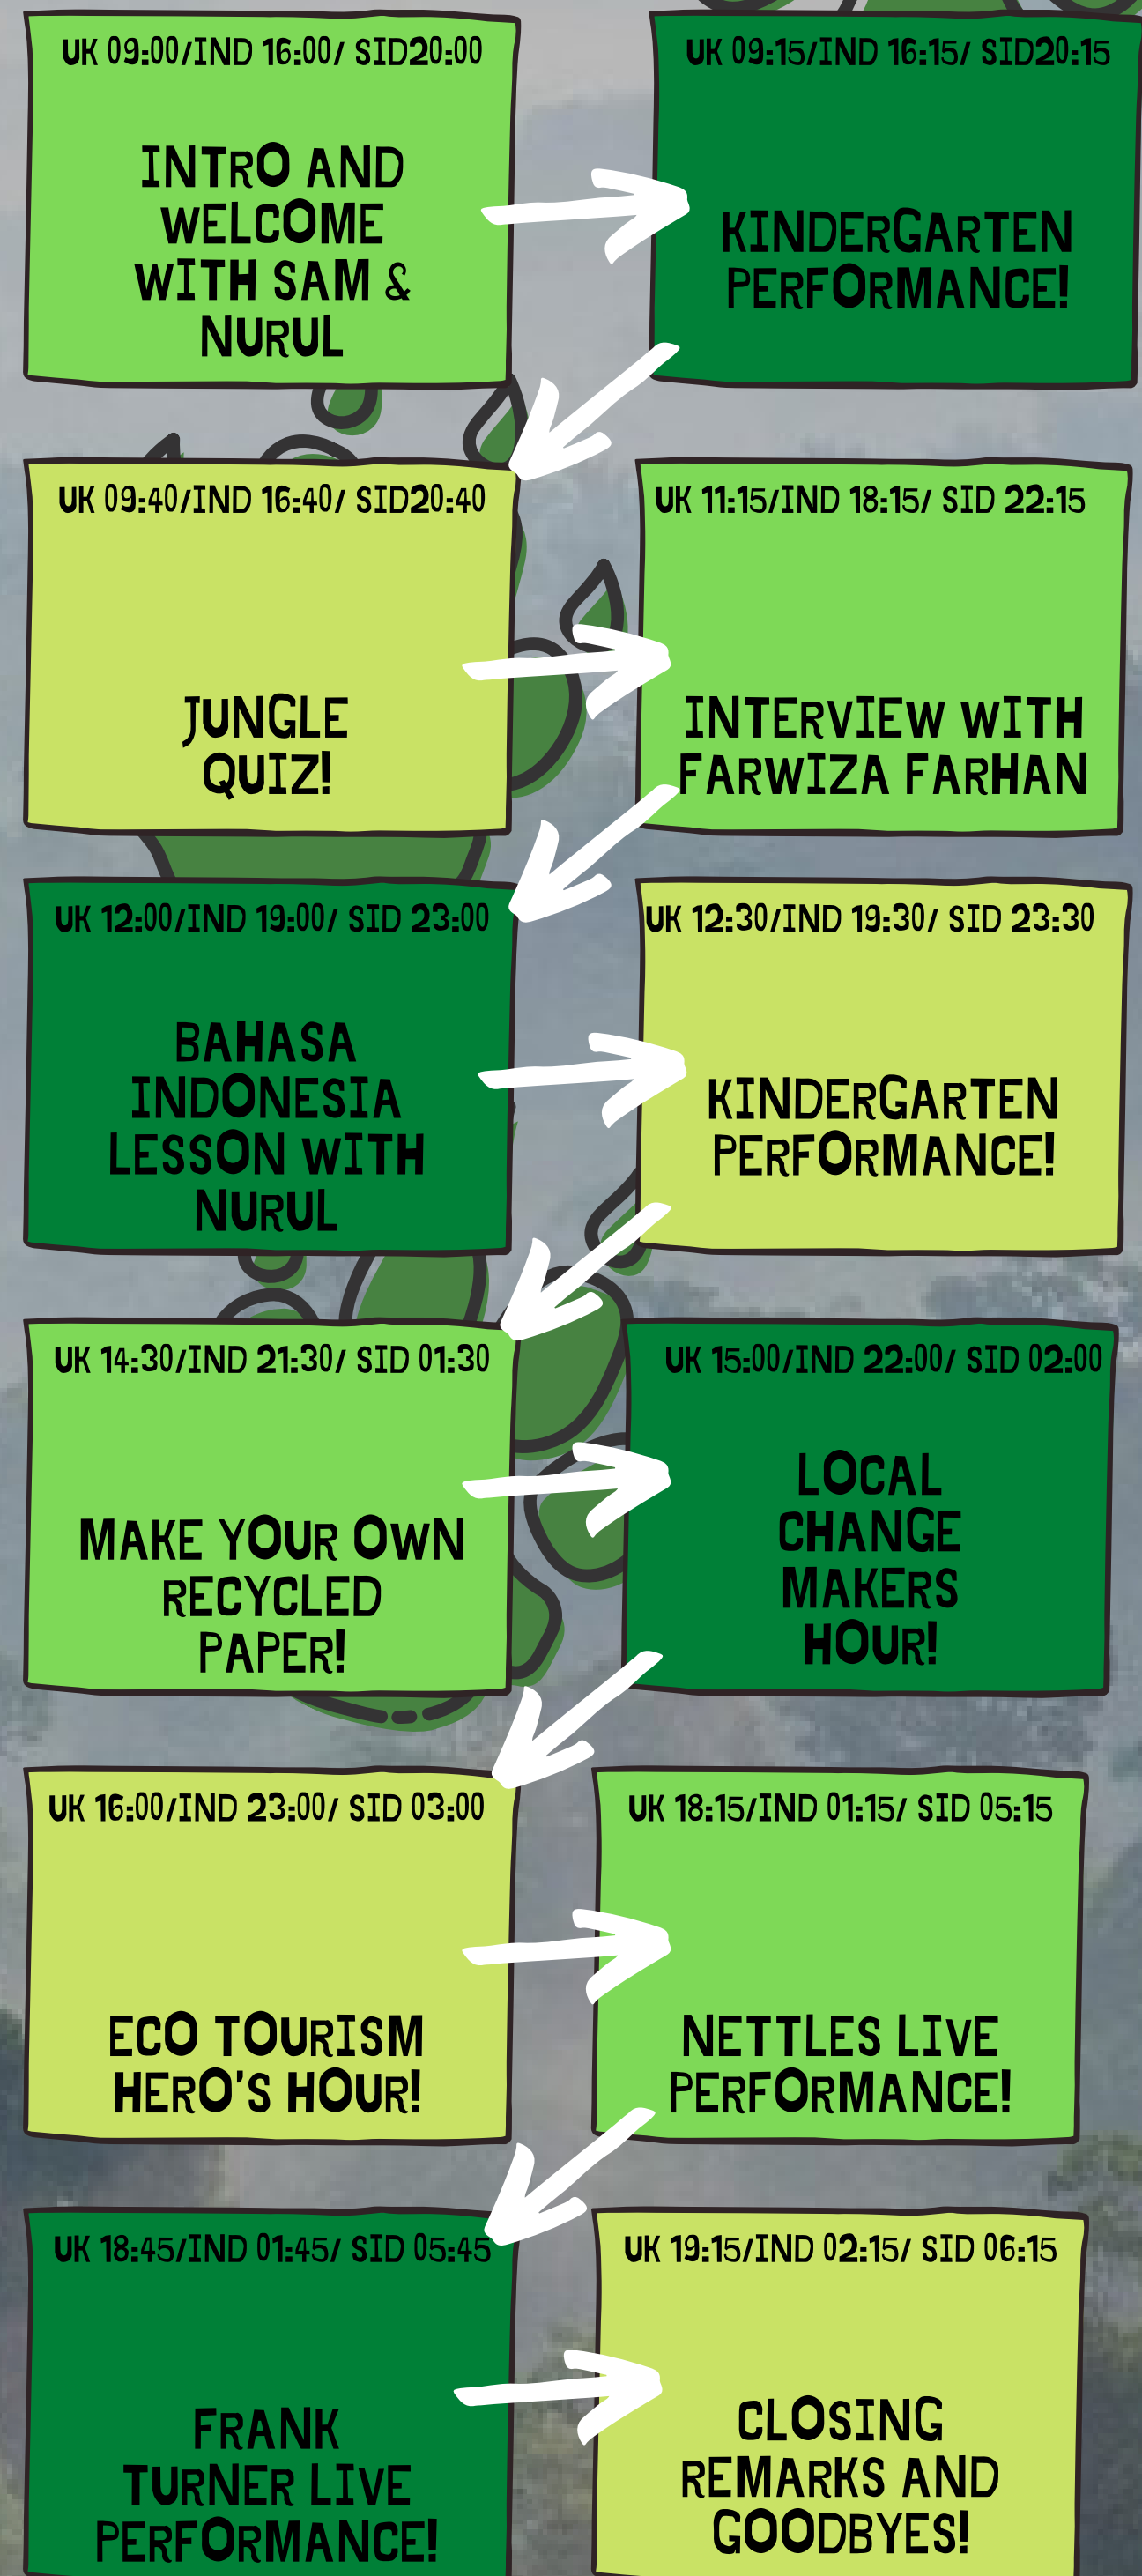 UK 09:00/IND 16:00/ SID20:00
INTRO AND
WELCOME
WITH SAM &
NURUL
UK 09:15/IND 16:15/ SID20:15
KINDERGARTEN
PERFORMANCE!
UK 09:40/IND 16:40/ SID20:40
JUNGLE
QUIZ!
UK 11:15/IND 18:15/ SID 22:15
INTERVIEW WITH
FARWIZA FARHAN
UK 12:00/IND 19:00/ SID 23:00
BAHASA
INDONESIA
LESSON WITH
NURUL
UK 12:30/IND 19:30/ SID 23:30
KINDERGARTEN
PERFORMANCE!
UK 14:30/IND 21:30/ SID 01:30
MAKE YOUR OWN
RECYCLED
PAPER!
UK 15:00/IND 22:00/ SID 02:00
LOCAL
CHANGE
MAKERS
HOUR!
UK 16:00/IND 23:00/ SID 03:00
ECO TOURISM
HERO'S HOUR!
UK 18:15/IND 01:15/ SID 05:15
NETTLES LIVE
PERFORMANCE!
UK 18:45/IND 01:45/ SID 05:45
FRANK
TURNER LIVE
PERFORMANCE!
UK 19:15/IND 02:15/ SID 06:15
CLOSING
REMARKS AND
GOODBYES!